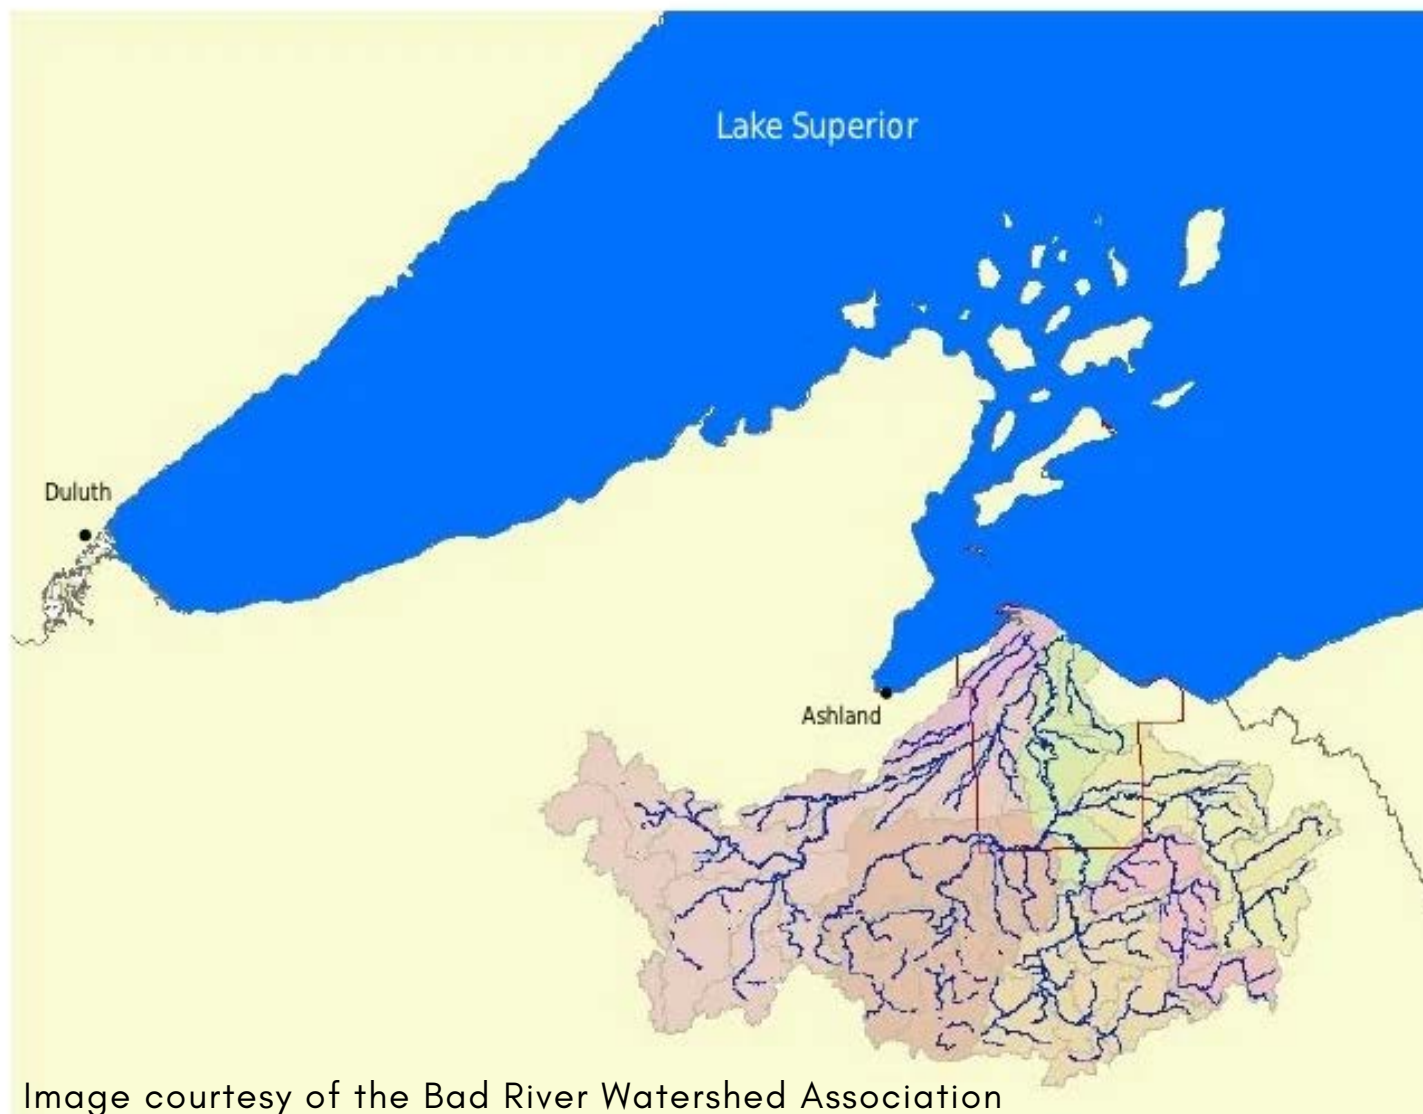 Lake Superior
Duluth
Ashland
Image courtesy of the Bad River Watershed Association